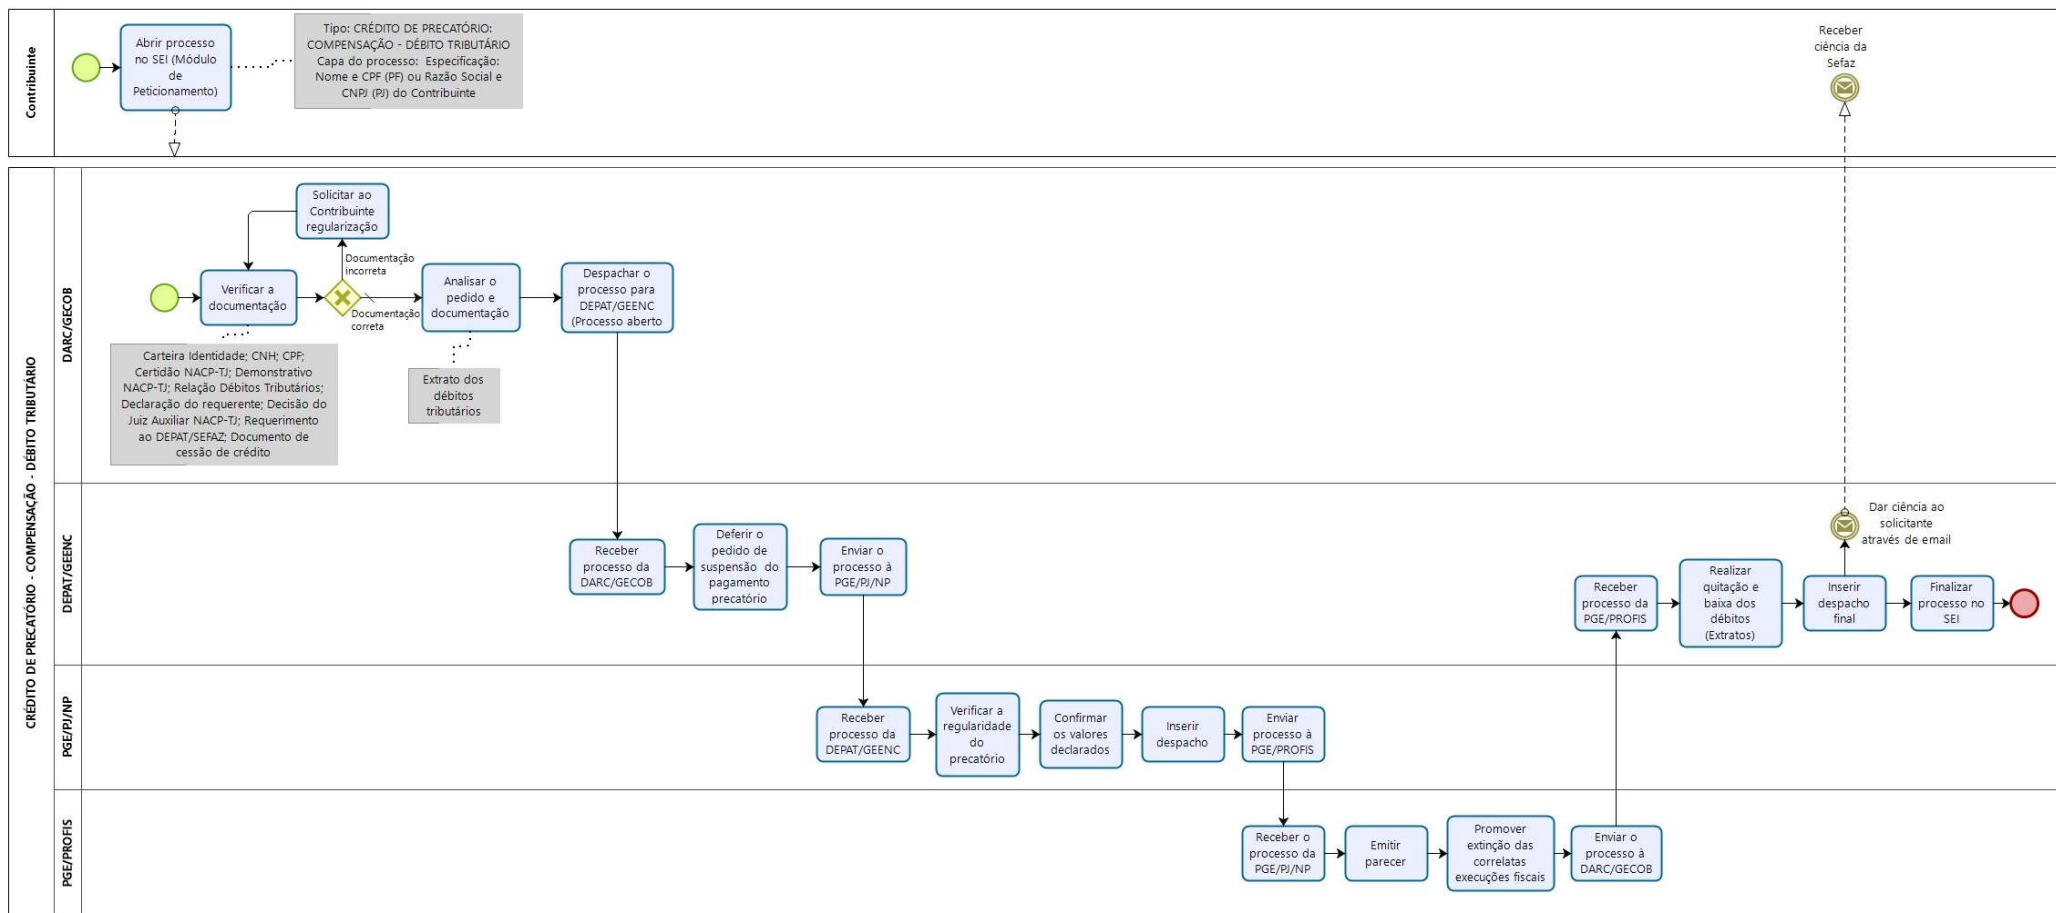 Contribuinte
Abrir processo
no SEI (Módulo
de
Peticionamento)
Tipo: CRÉDITO DE PRECATÓRIO:
COMPENSAÇÃO - DÉBITO TRIBUTÁRIO
Capa do processo: Especificação:
Nome e CPF (PF) ou Razão Social e
CNPJ (PJ) do Contribuinte
Receber
ciência da
Sefaz
CRÉDITO DE PRECATÓRIO - COMPENSAÇÃO - DÉBITO TRIBUTÁRIO
DARC/GECOB
Solicitar ao
Contribuinte
regularização
Documentação
incorreta
Verificar a
documentação
Documentação
correta
Analisar o
pedido e
documentação
Despachar o
processo para
DEPAT/GEENC
(Processo aberto
Carteira Identidade; CNH; CPF;
Certidão NACP-TJ; Demonstrativo
NACP-TJ; Relação Débitos Tributários;
Declaração do requerente; Decisão do
Juiz Auxiliar NACP-TJ; Requerimento
ao DEPAT/SEFAZ; Documento de
cessão de crédito
Extrato dos
débitos
tributários
DEPAT/GEENC
Receber
processo da
DARC/GECOB
Deferir o
pedido de
suspensão do
pagamento
precatório
Enviar o
processo à
PGE/PJ/NP
Receber
processo da
PGE/PROFIS
Realizar
quitação e
baixa dos
débitos
(Extratos)
Dar ciência ao
solicitante
através de email
Inserir
despacho
final
Finalizar
processo no
SEI
PGE/PJ/NP
Receber
processo da
DEPAT/GEENC
Verificar a
regularidade
do
precatório
Confirmar
os valores
declarados
Inserir
despacho
Enviar
processo à
PGE/PROFIS
PGE/PROFIS
Receber o
processo da
PGE/PJ/NP
Emitir
parecer
Promover
extinção das
correlatas
execuções fiscais
Enviar o
processo à
DARC/GECOB